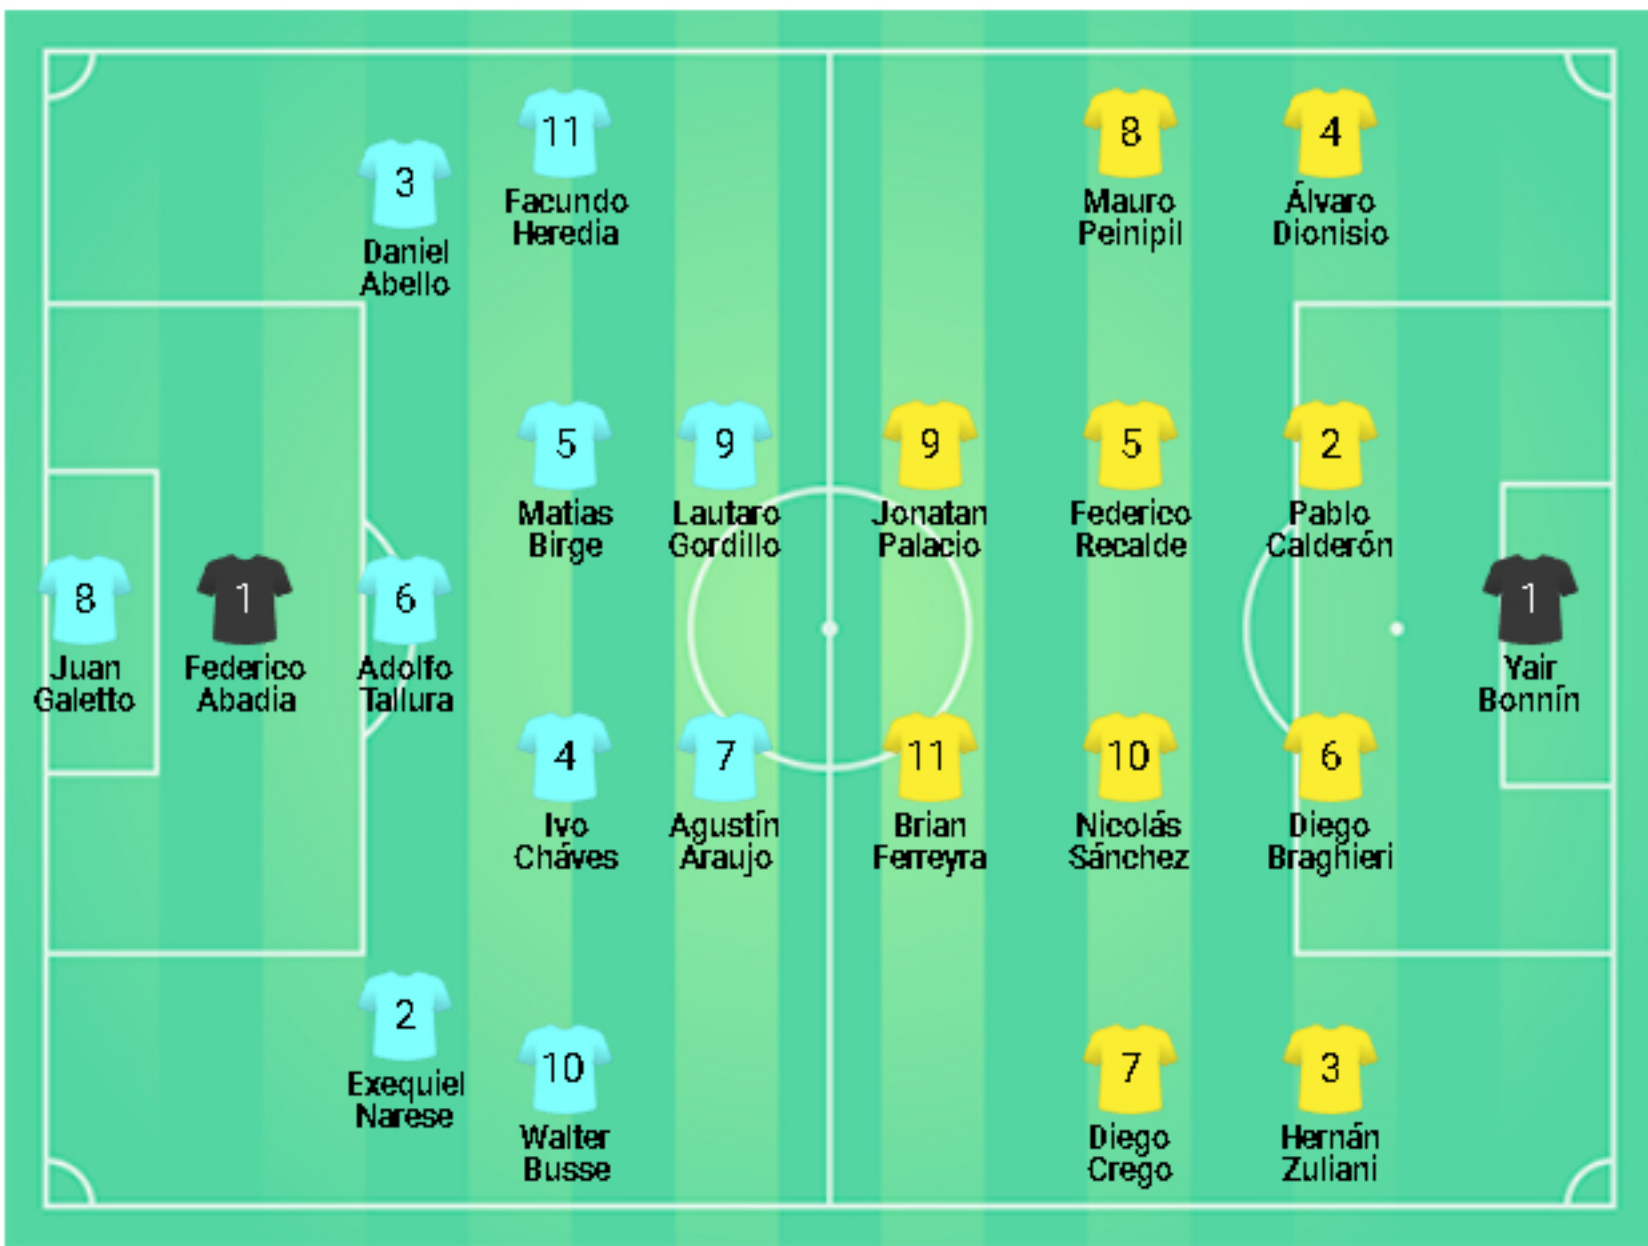 11
Facundo
Heredia
8
Mauro
Peinipil
4
Álvaro
Dionisio
3
Daniel
Abello
5
Matias
Birge
9
Lautaro
Gordillo
9
Jonatan
Palacio
5
Federico
Recalde
2
Pablo
Calderón
8
Juan
Galetto
1
Federico
Abadia
6
Adolfo
Tallura
1
Yair
Bonnín
4
Ivo
Cháves
7
Agustín
Araujo
11
Brian
Ferreyra
10
Nicolás
Sánchez
6
Diego
Braghieri
2
Exequiel
Narese
10
Walter
Busse
7
Diego
Crego
3
Hernán
Zuliani